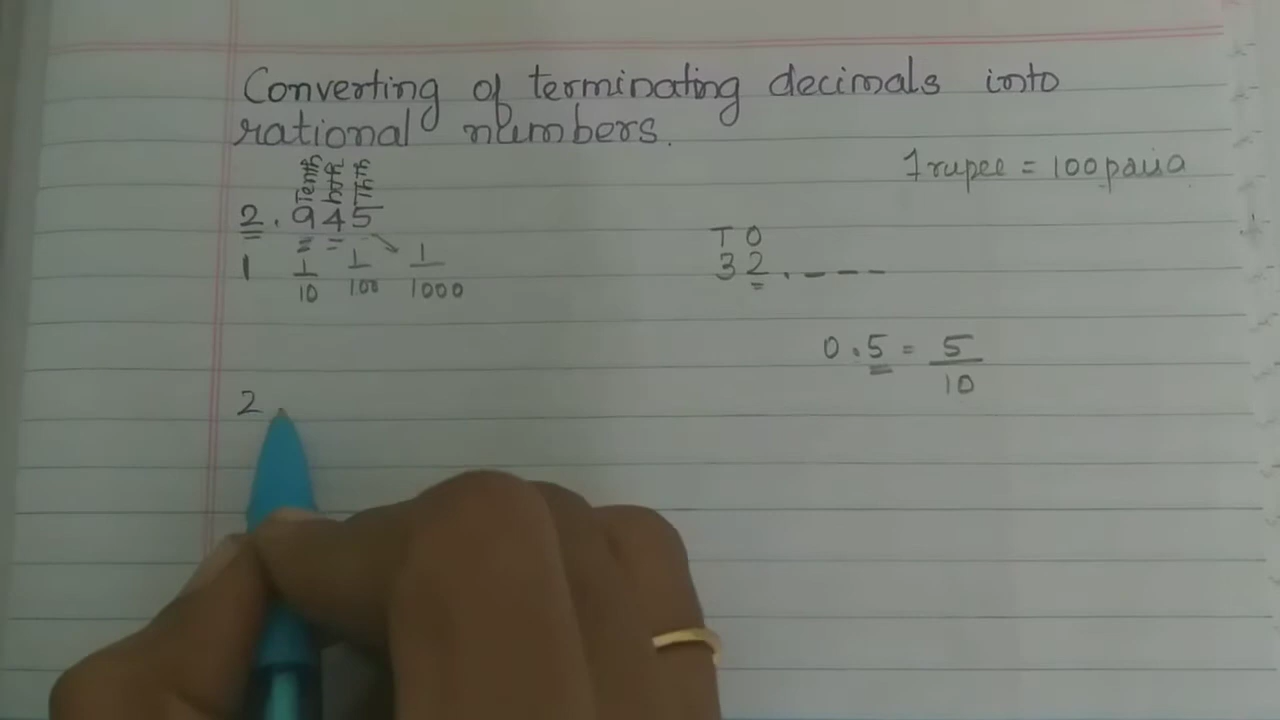 Converting of terminating decimals into
rational numbers.
1 rupee = 100 paisa
Tenth
2.945
1 1/10 1/100 1/1000
T O
32.---
0.5 = 5/10
2.